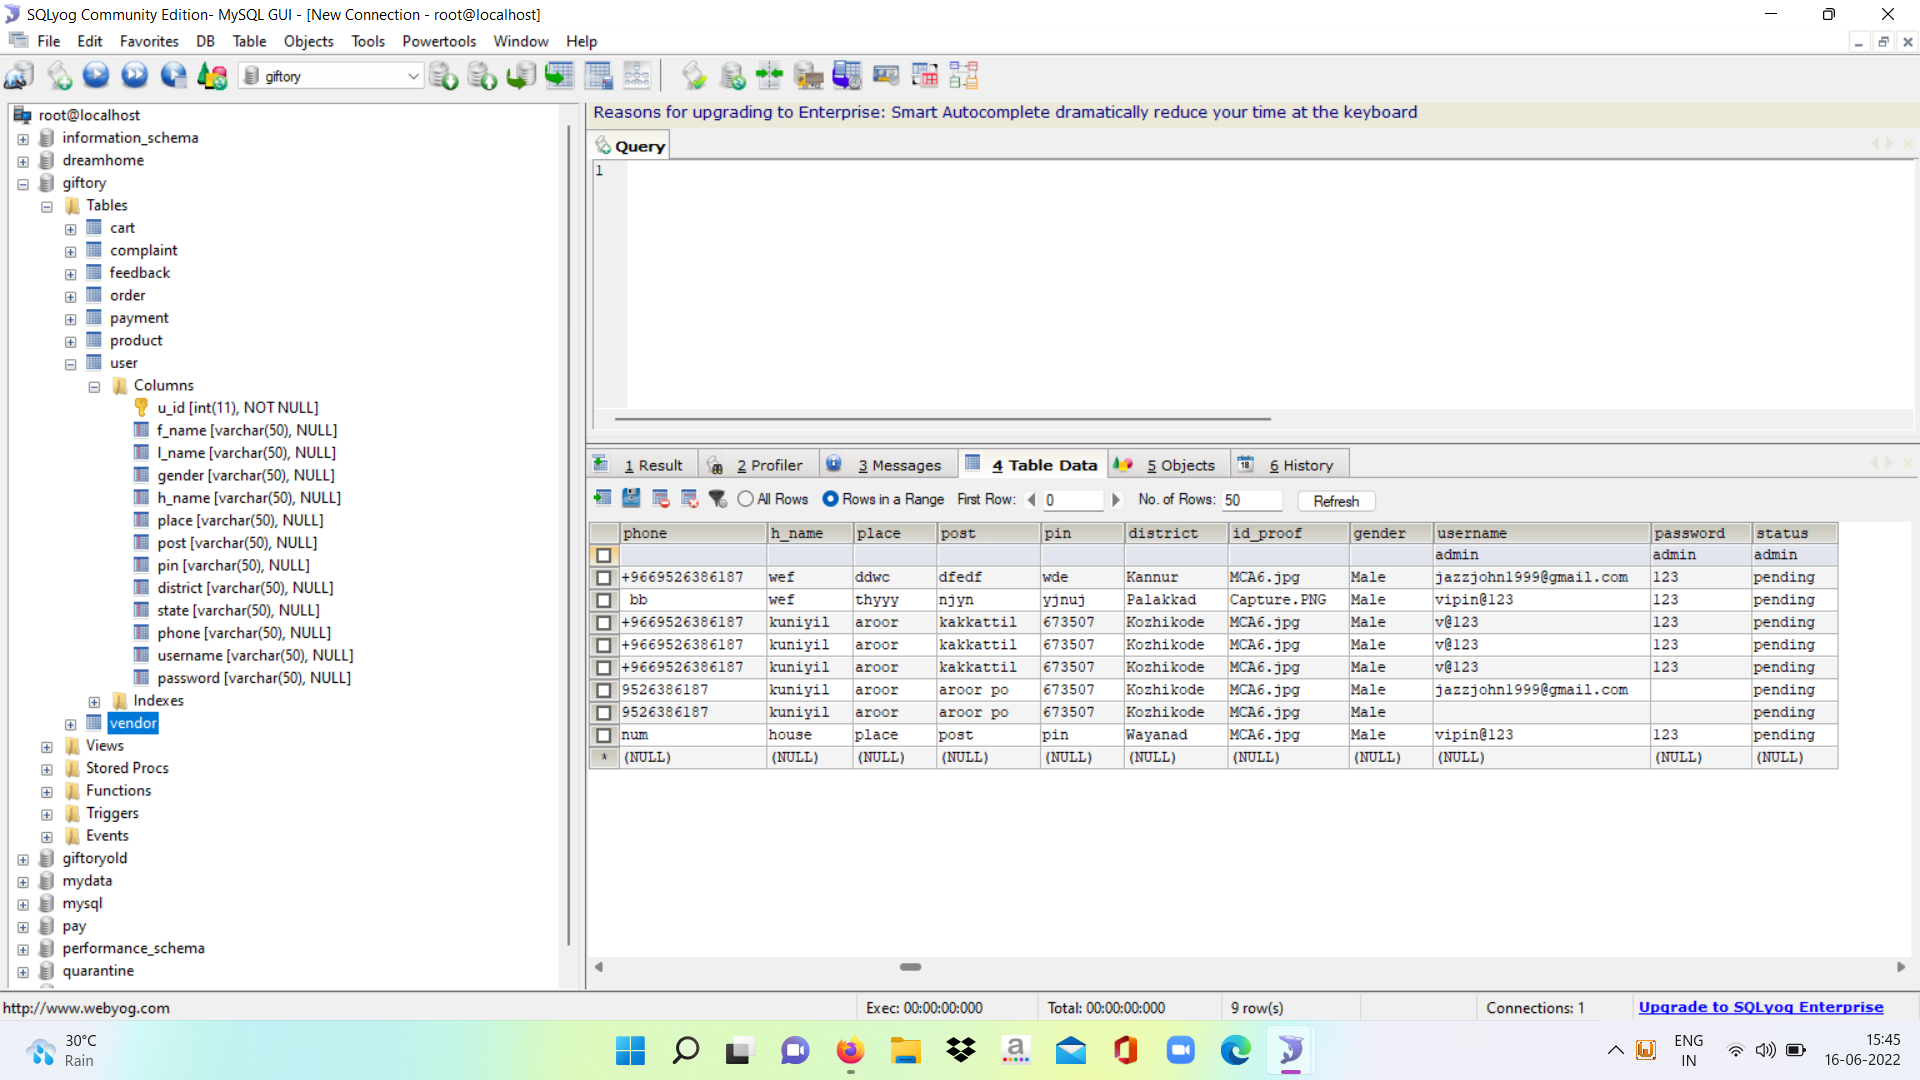 SQLyog Community Edition- MySQL GUI - [New Connection - root@localhost]
File Edit Favorites DB Table Objects Tools Powertools Window Help
giftory
root@localhost
information_schema
dreamhome
giftory
Tables
cart
complaint
feedback
order
payment
product
user
Columns
u_id [int(11), NOT NULL]
f_name [varchar(50), NULL]
l_name [varchar(50), NULL]
gender [varchar(50), NULL]
h_name [varchar(50), NULL]
place [varchar(50), NULL]
post [varchar(50), NULL]
pin [varchar(50), NULL]
district [varchar(50), NULL]
state [varchar(50), NULL]
phone [varchar(50), NULL]
username [varchar(50), NULL]
password [varchar(50), NULL]
Indexes
vendor
Views
Stored Procs
Functions
Triggers
Events
giftoryold
mydata
mysql
pay
performance_schema
quarantine
Reasons for upgrading to Enterprise: Smart Autocomplete dramatically reduce your time at the keyboard
Query
1
1 Result 2 Profiler 3 Messages 4 Table Data 5 Objects 6 History
All Rows Rows in a Range First Row: 0 No. of Rows: 50 Refresh
phone h_name place post pin district id_proof gender username password status
admin admin admin
+9669526386187 wef ddwc dfedf wde Kannur MCA6.jpg Male jazzjohn1999@gmail.com 123 pending
bb wef thyyy njyn yjnuj Palakkad Capture.PNG Male vipin@123 123 pending
+9669526386187 kuniyil aroor kakkattil 673507 Kozhikode MCA6.jpg Male v@123 123 pending
+9669526386187 kuniyil aroor kakkattil 673507 Kozhikode MCA6.jpg Male v@123 123 pending
+9669526386187 kuniyil aroor kakkattil 673507 Kozhikode MCA6.jpg Male v@123 123 pending
9526386187 kuniyil aroor aroor po 673507 Kozhikode MCA6.jpg Male jazzjohn1999@gmail.com pending
9526386187 kuniyil aroor aroor po 673507 Kozhikode MCA6.jpg Male pending
num house place post pin Wayanad MCA6.jpg Male vipin@123 123 pending
* (NULL) (NULL) (NULL) (NULL) (NULL) (NULL) (NULL) (NULL) (NULL) (NULL) (NULL)
http://www.webyog.com Exec: 00:00:00:000 Total: 00:00:00:000 9 row(s) Connections: 1 Upgrade to SQLyog Enterprise
30°C
Rain
ENG
IN
15:45
16-06-2022